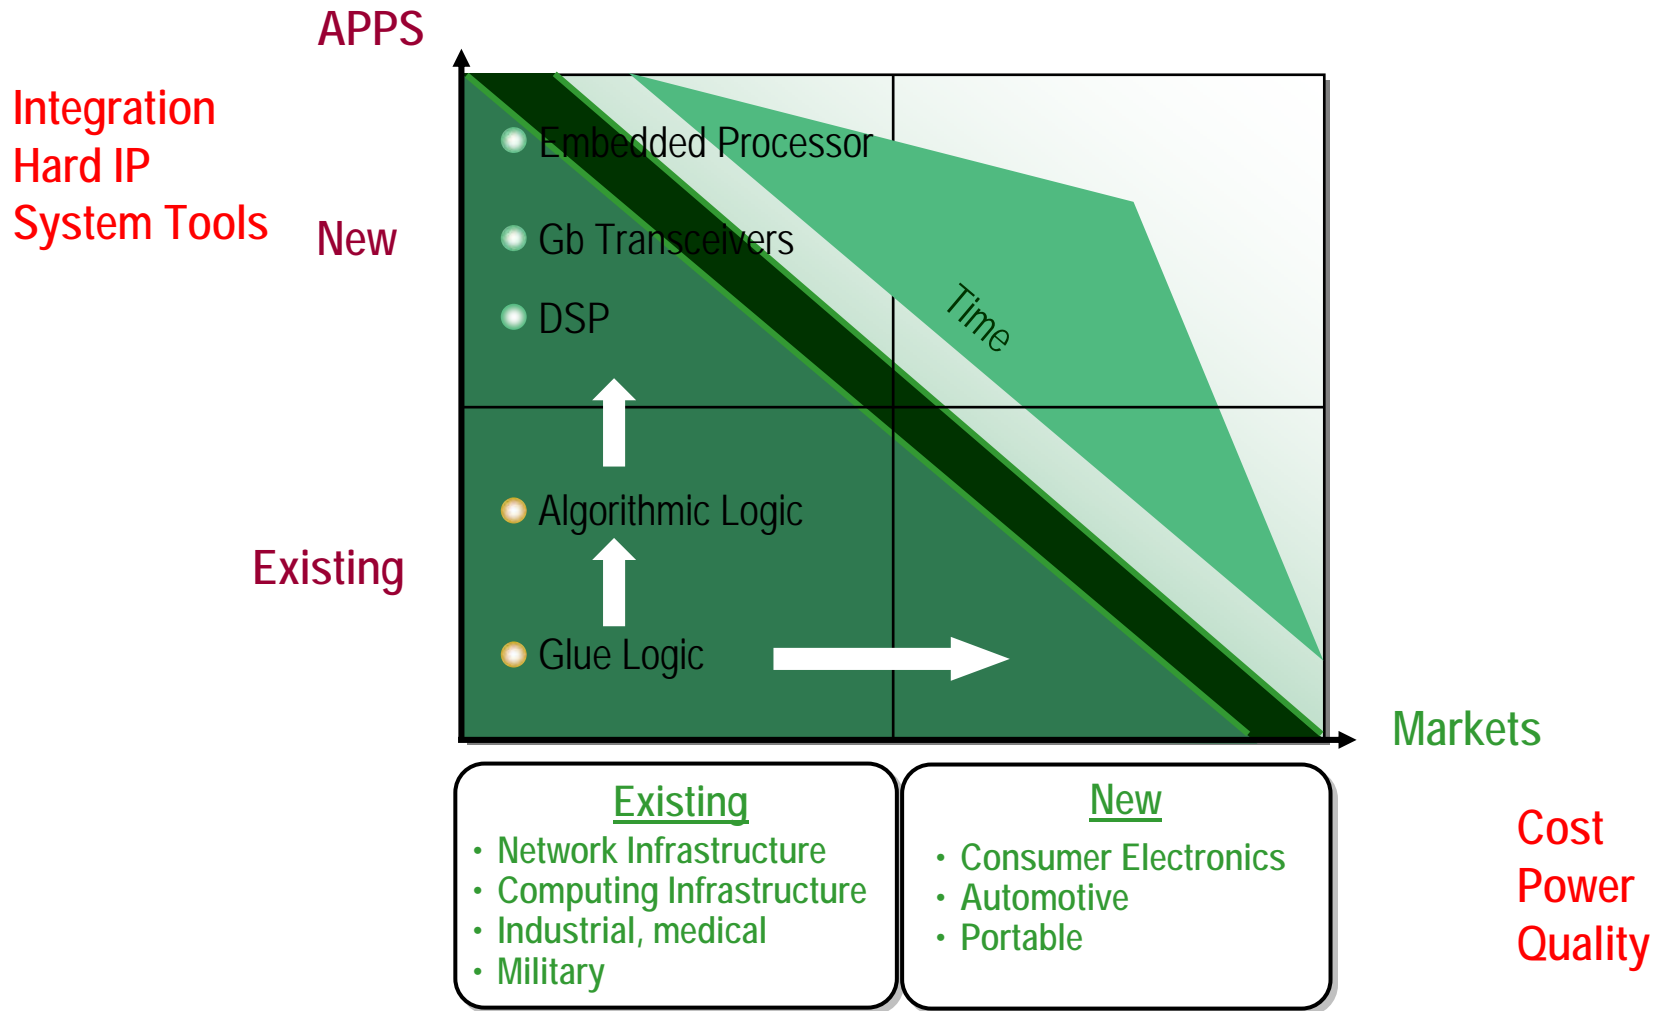 APPS
Integration
Hard IP
System Tools
New
Existing
Embedded Processor
Gb Transceivers
DSP
Time
Algorithmic Logic
Glue Logic
Markets
Existing
• Network Infrastructure
• Computing Infrastructure
• Industrial, medical
• Military
New
• Consumer Electronics
• Automotive
• Portable
Cost
Power
Quality